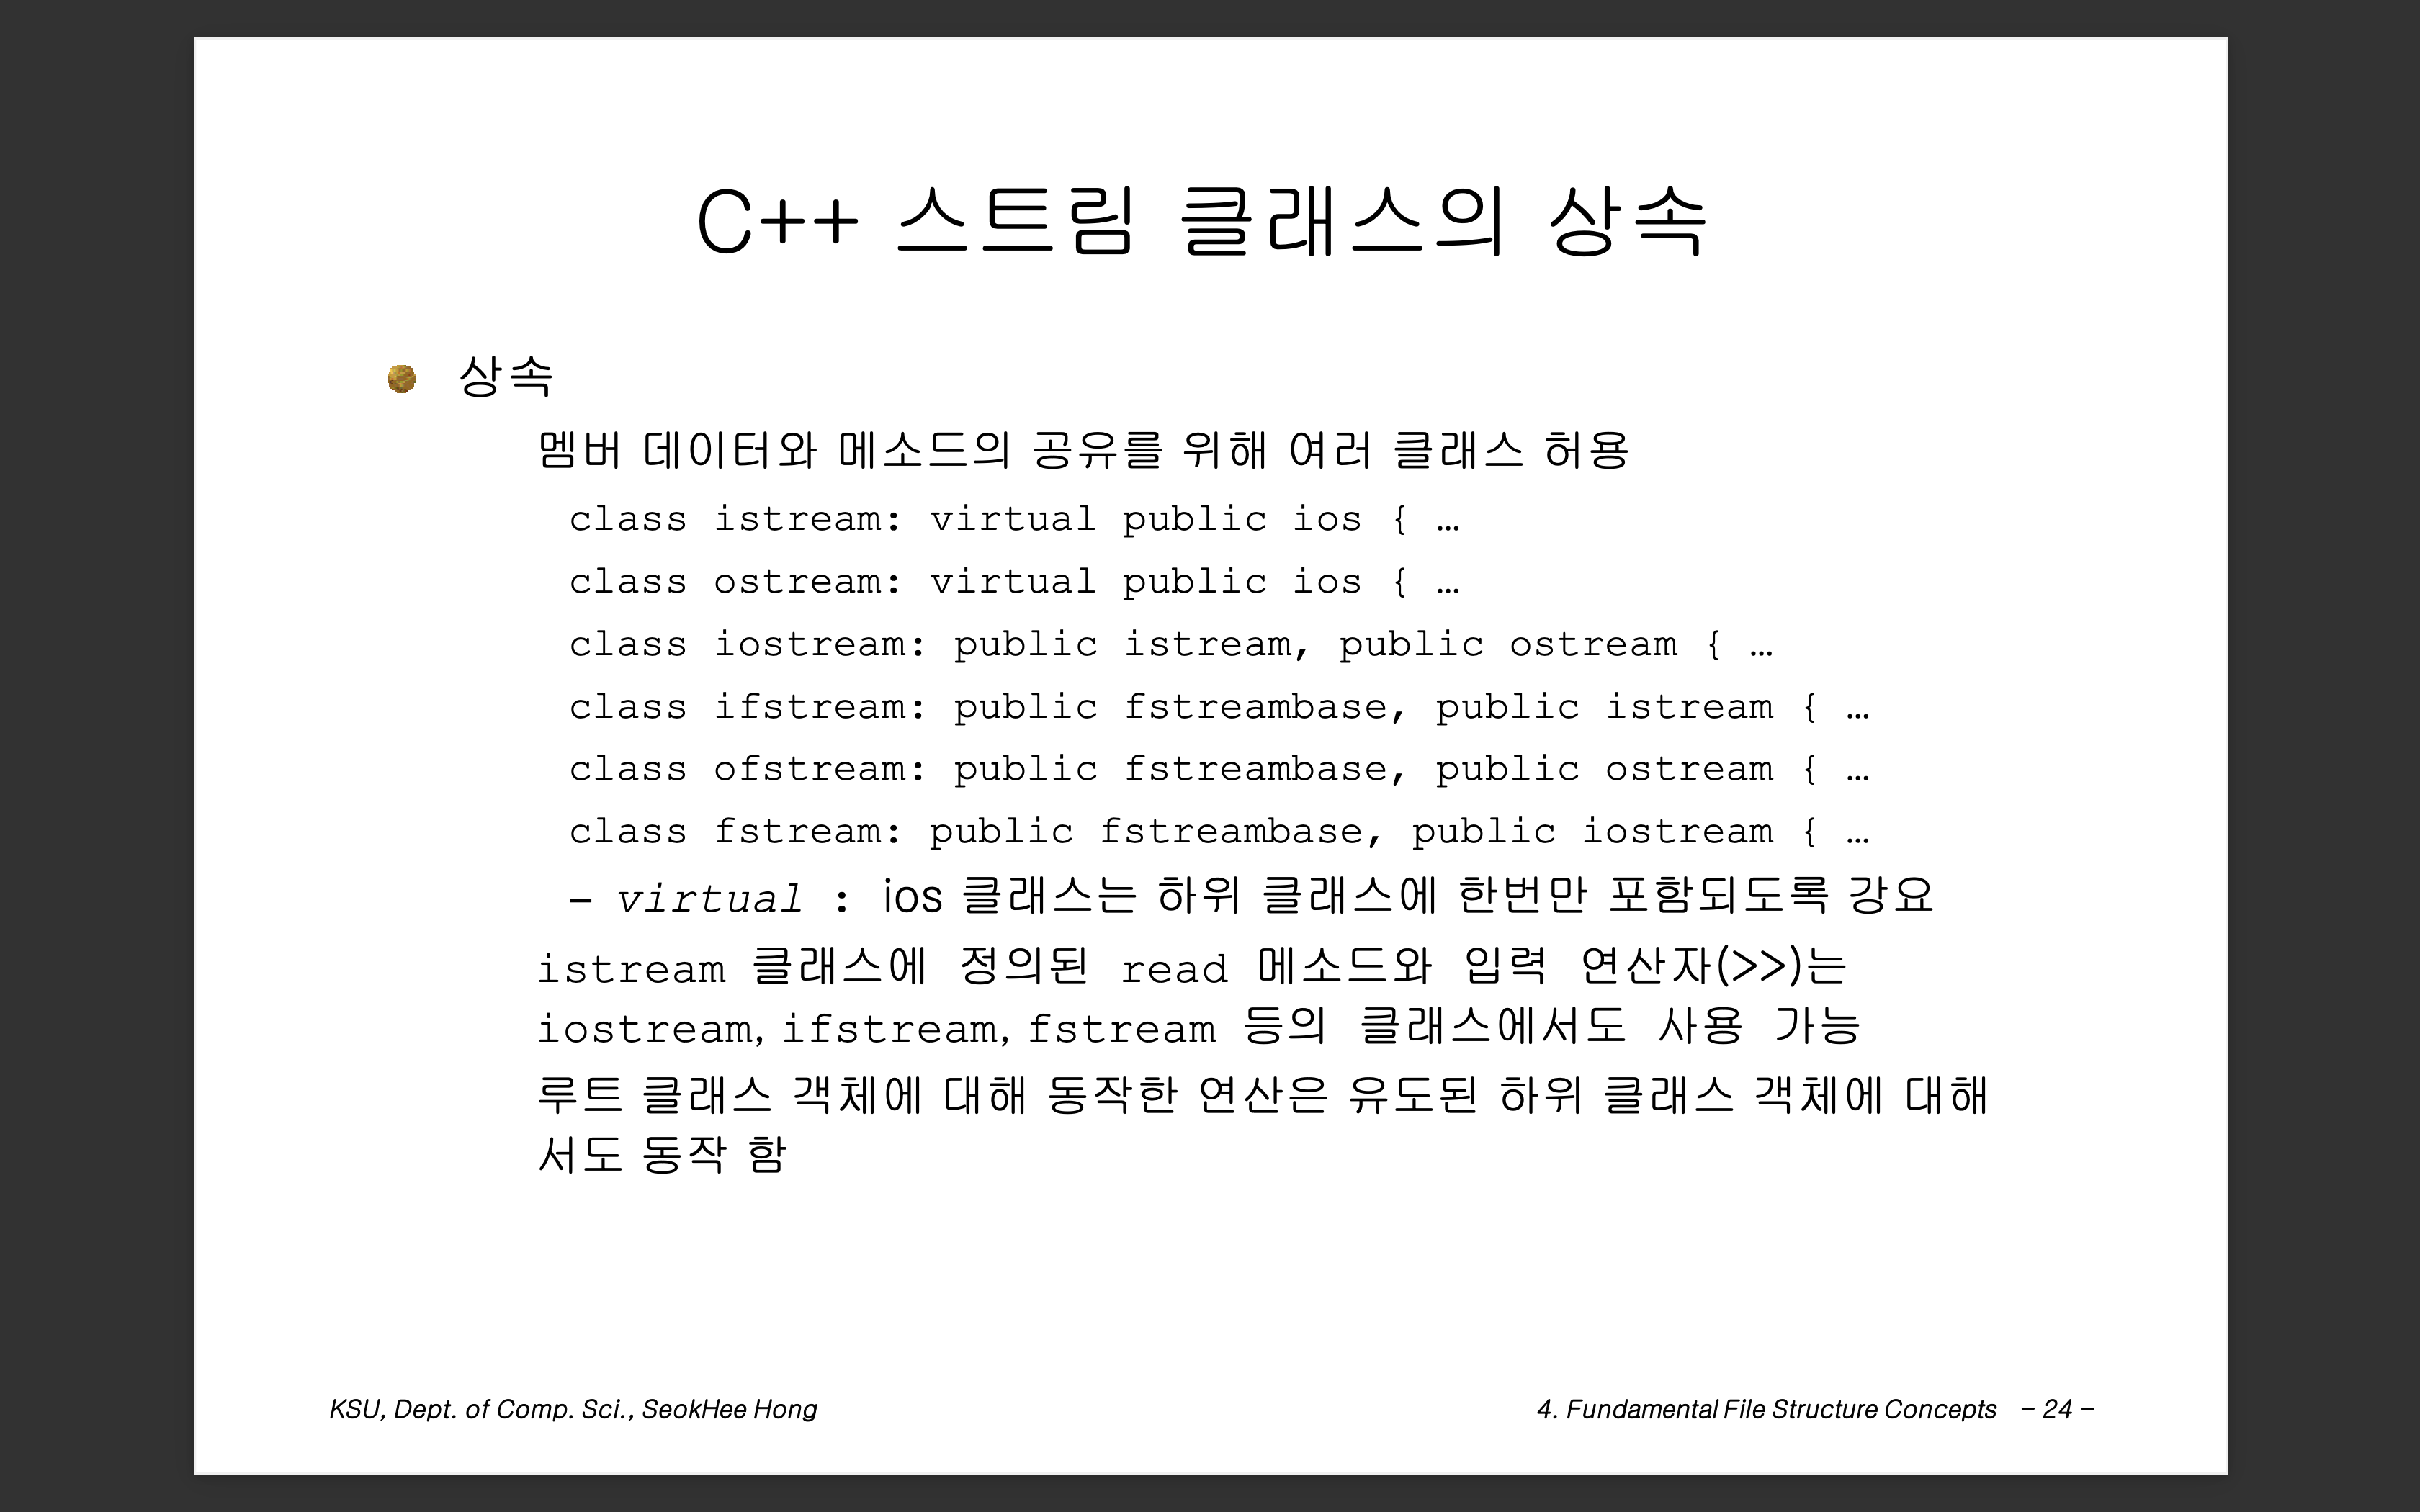 C++ 스트림 클래스의 상속
상속
멤버 데이터와 메소드의 공유를 위해 여러 클래스 허용
class istream: virtual public ios { …
class ostream: virtual public ios { …
class iostream: public istream, public ostream { …
class ifstream: public fstreambase, public istream { …
class ofstream: public fstreambase, public ostream { …
class fstream: public fstreambase, public iostream { …
– virtual : ios 클래스는 하위 클래스에 한번만 포함되도록 강요
istream 클래스에 정의된 read 메소드와 입력 연산자(>>)는
iostream, ifstream, fstream 등의 클래스에서도 사용 가능
루트 클래스 객체에 대해 동작한 연산은 유도된 하위 클래스 객체에 대해
서도 동작 함
KSU, Dept. of Comp. Sci., SeokHee Hong
4. Fundamental File Structure Concepts – 24 –